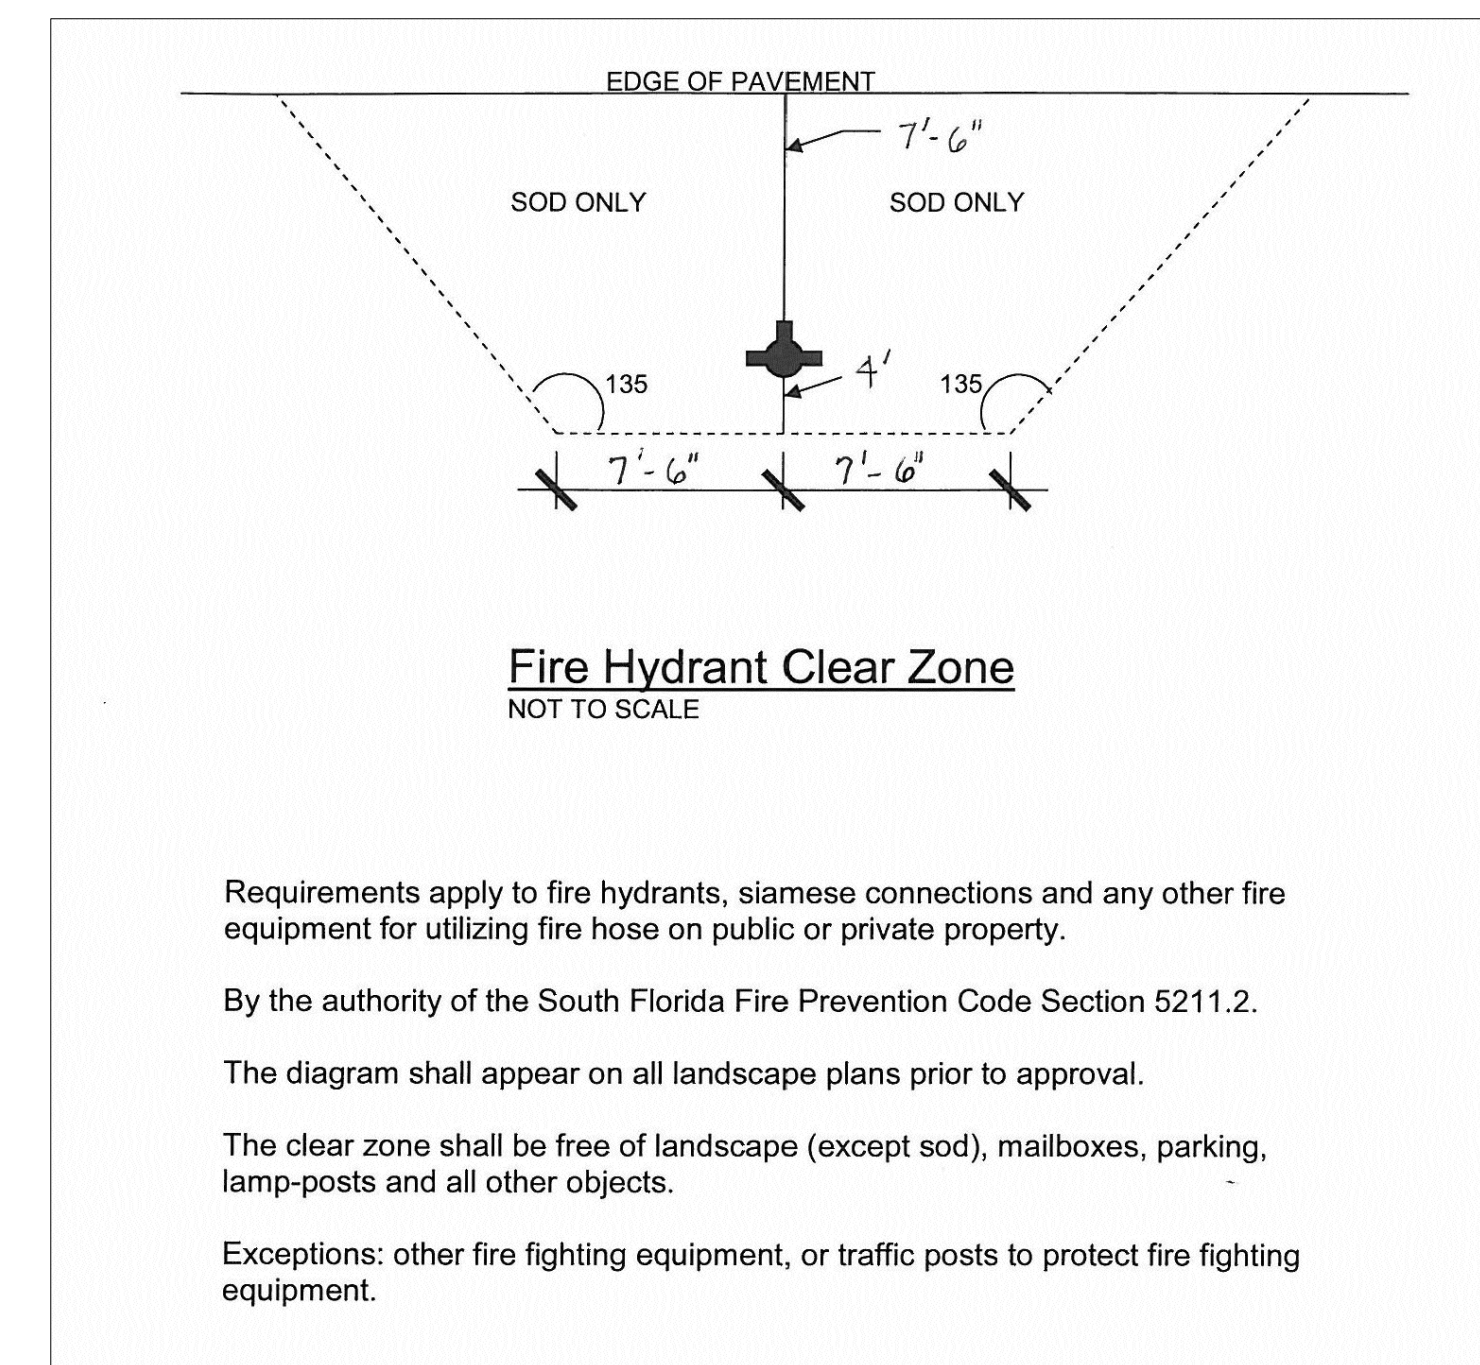 EDGE OF PAVEMENT
7'-6"
SOD ONLY SOD ONLY
4'
135 135
7'-6" 7'-6"
Fire Hydrant Clear Zone
NOT TO SCALE
Requirements apply to fire hydrants, siamese connections and any other fire
equipment for utilizing fire hose on public or private property.
By the authority of the South Florida Fire Prevention Code Section 5211.2.
The diagram shall appear on all landscape plans prior to approval.
The clear zone shall be free of landscape (except sod), mailboxes, parking,
lamp-posts and all other objects.
Exceptions: other fire fighting equipment, or traffic posts to protect fire fighting
equipment.